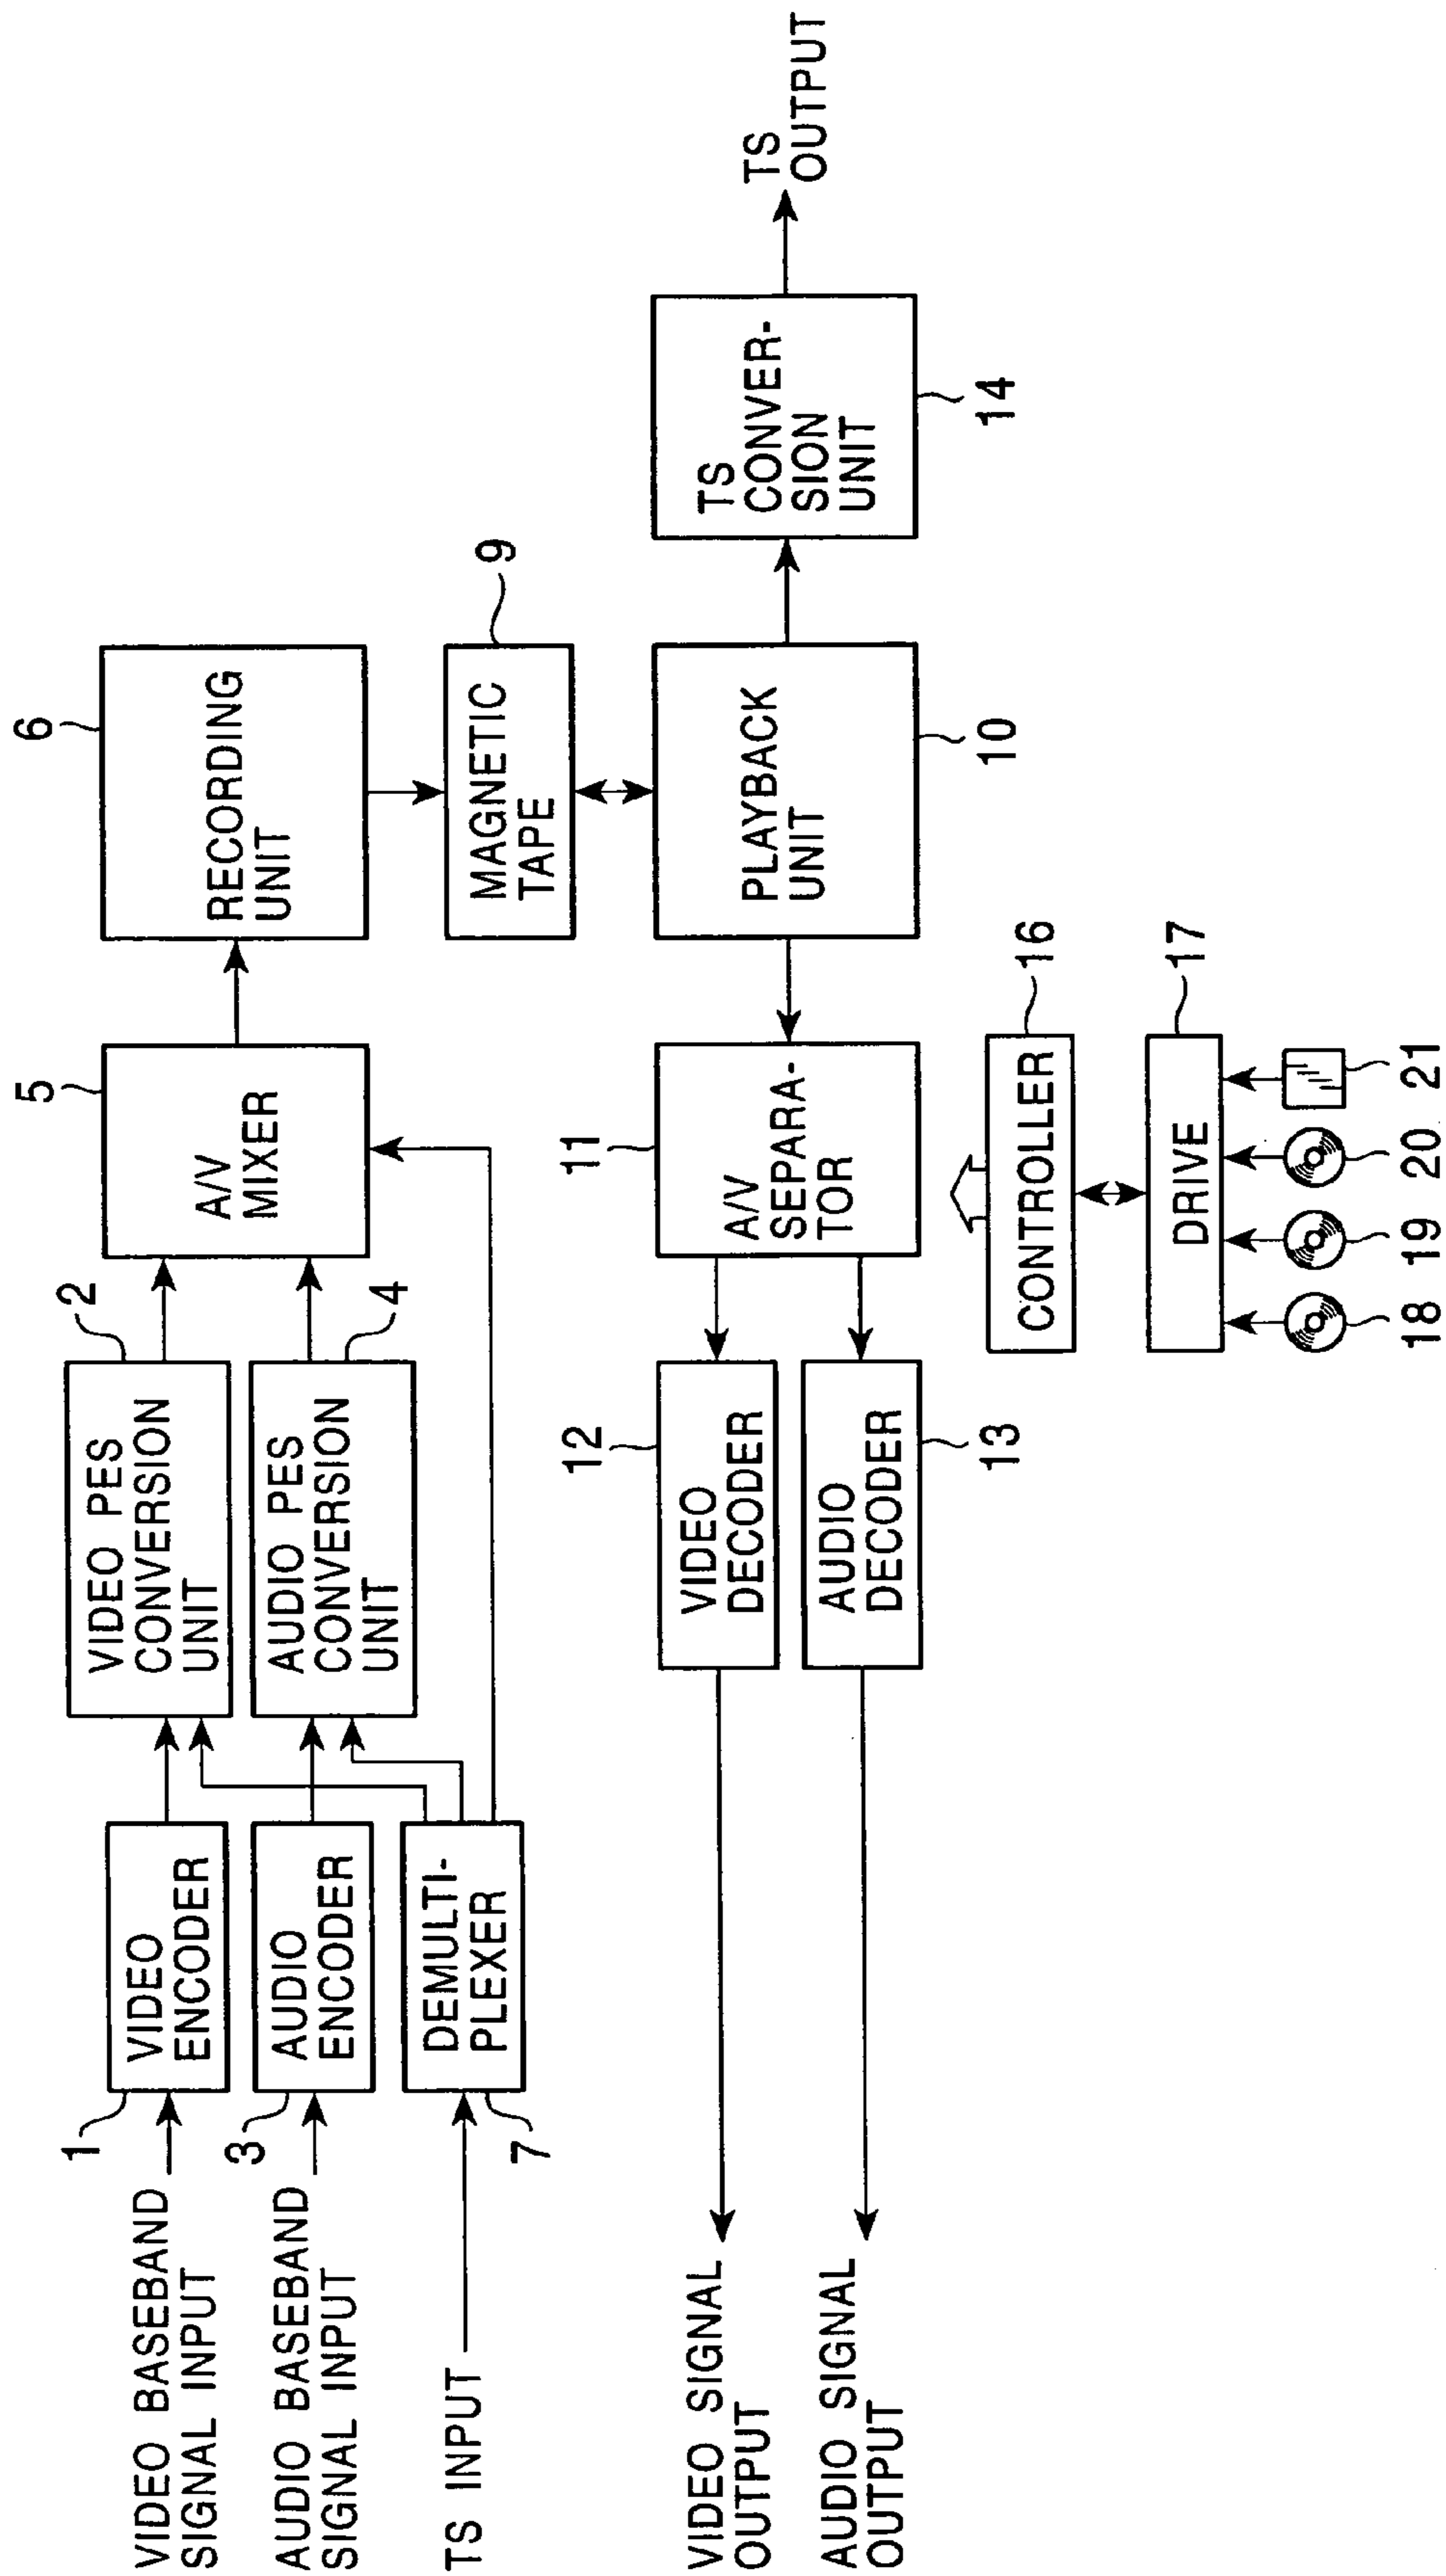 VIDEO BASEBAND
SIGNAL INPUT
1
VIDEO
ENCODER
2
VIDEO PES
CONVERSION
UNIT
5
A/V
MIXER
6
RECORDING
UNIT
AUDIO BASEBAND
SIGNAL INPUT
3
AUDIO
ENCODER
4
AUDIO PES
CONVERSION
UNIT
TS INPUT
7
DEMULTI-
PLEXER
9
MAGNETIC
TAPE
VIDEO SIGNAL
OUTPUT
12
VIDEO
DECODER
11
A/V
SEPARA-
TOR
PLAYBACK
UNIT
10
TS
CONVER-
SION
UNIT
14
TS
OUTPUT
AUDIO SIGNAL
OUTPUT
AUDIO
DECODER
13
CONTROLLER
16
DRIVE
17
18
19
20
21